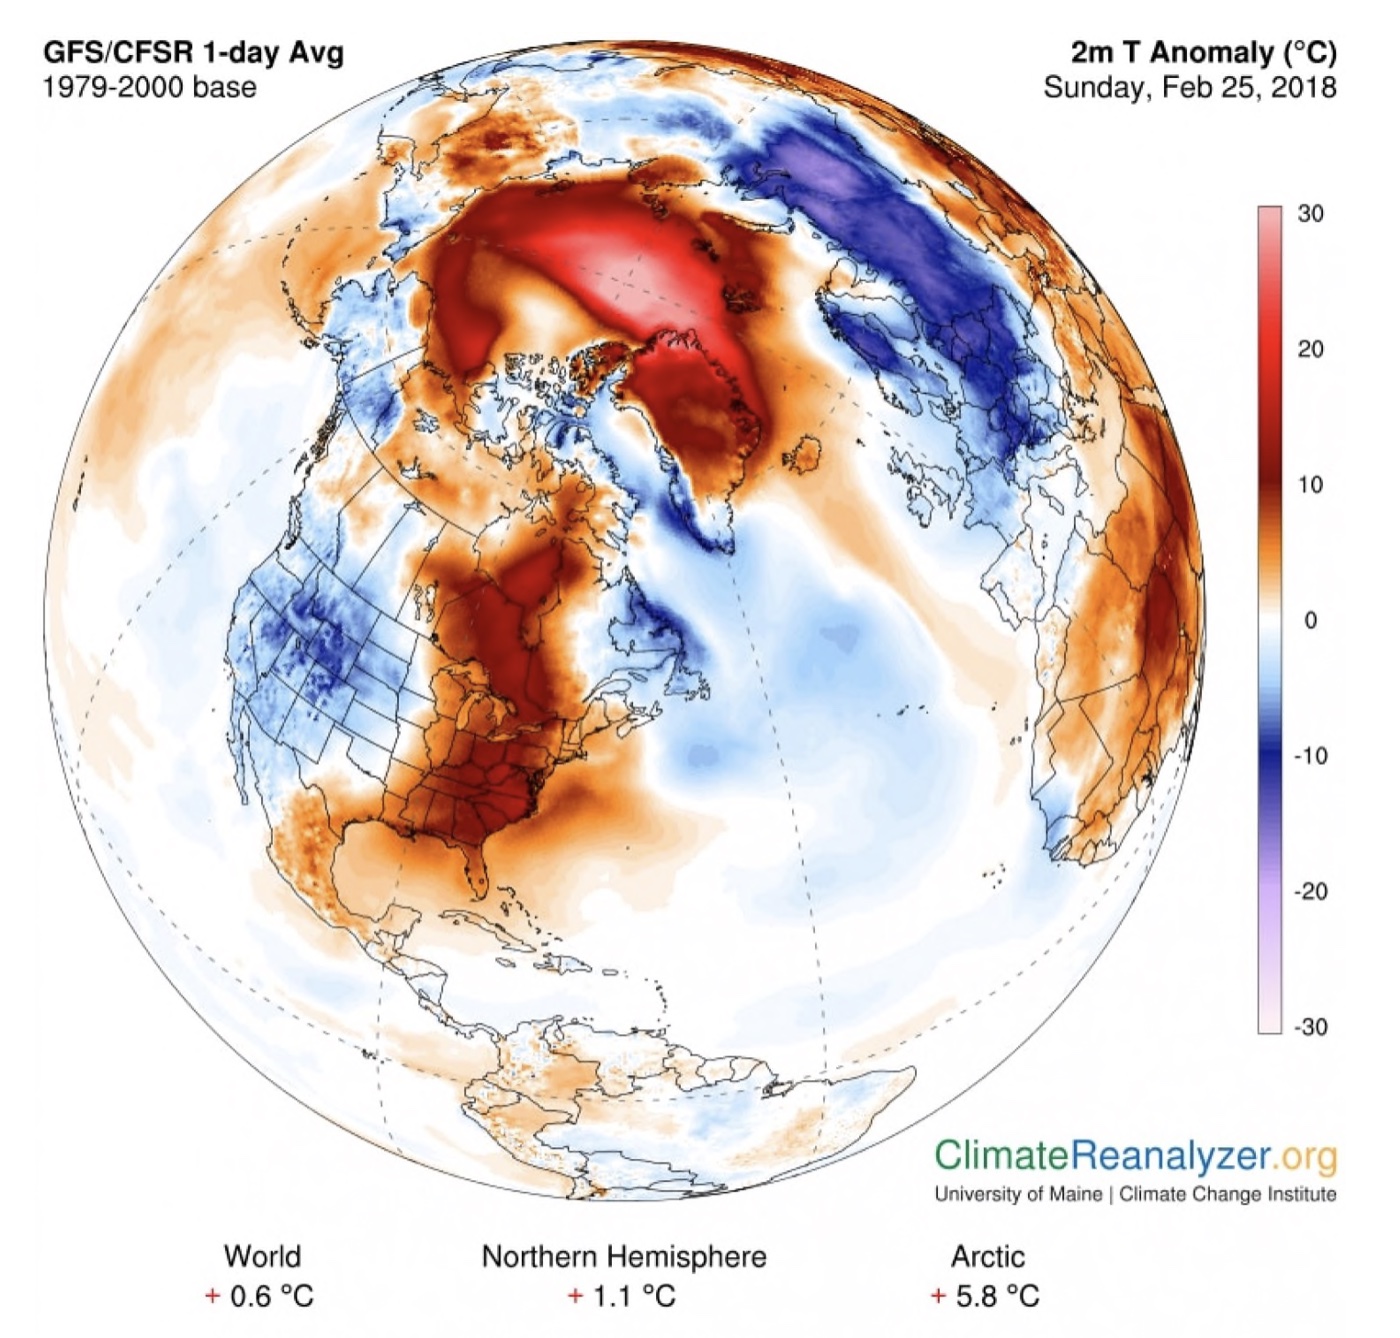 GFS/CFSR 1-day Avg
1979-2000 base
2m T Anomaly (°C)
Sunday, Feb 25, 2018
30
20
10
0
-10
-20
-30
ClimateReanalyzer.org
University of Maine | Climate Change Institute
World
+ 0.6 °C
Northern Hemisphere
+ 1.1 °C
Arctic
+ 5.8 °C